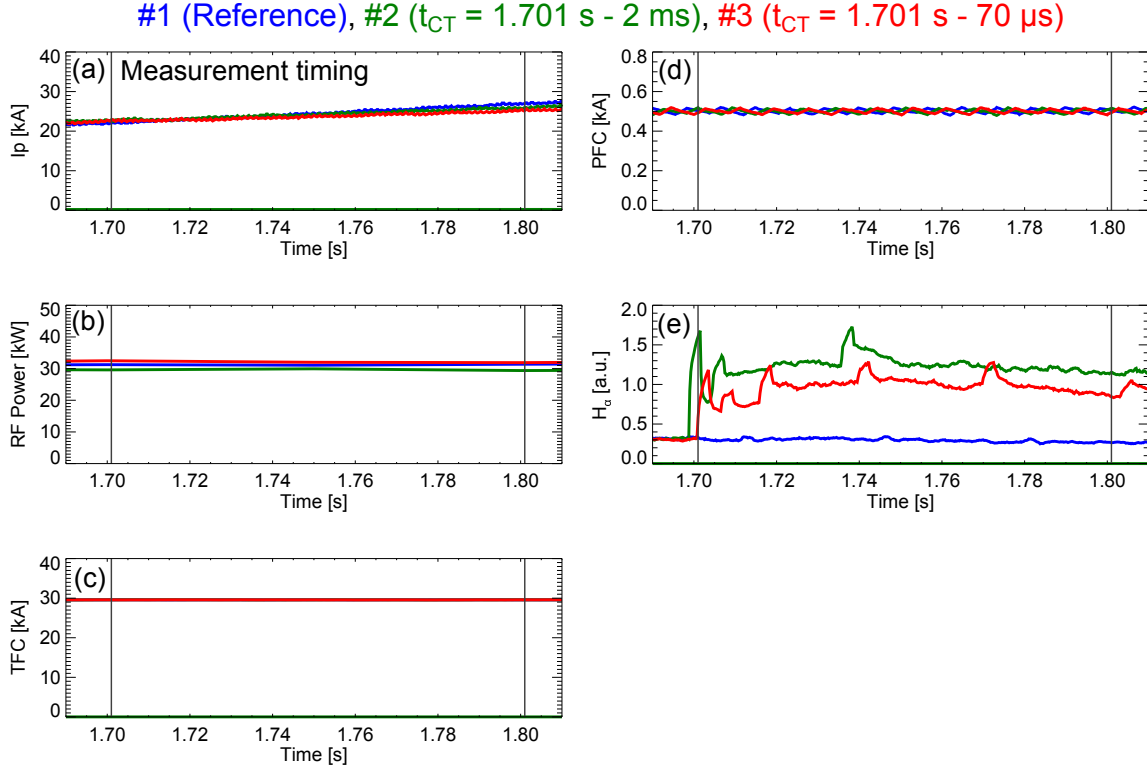 #1 (Reference), #2 (tCT = 1.701 s - 2 ms), #3 (tCT = 1.701 s - 70 μs)
(a) Measurement timing
Ip [kA]
40
30
20
10
0
1.70 1.72 1.74 1.76 1.78 1.80
Time [s]
(d)
PFC [kA]
0.8
0.6
0.4
0.2
0.0
1.70 1.72 1.74 1.76 1.78 1.80
Time [s]
(b)
RF Power [kW]
50
40
30
20
10
0
1.70 1.72 1.74 1.76 1.78 1.80
Time [s]
(e)
Hα [a.u.]
2.0
1.5
1.0
0.5
0.0
1.70 1.72 1.74 1.76 1.78 1.80
Time [s]
(c)
TFC [kA]
40
30
20
10
0
1.70 1.72 1.74 1.76 1.78 1.80
Time [s]